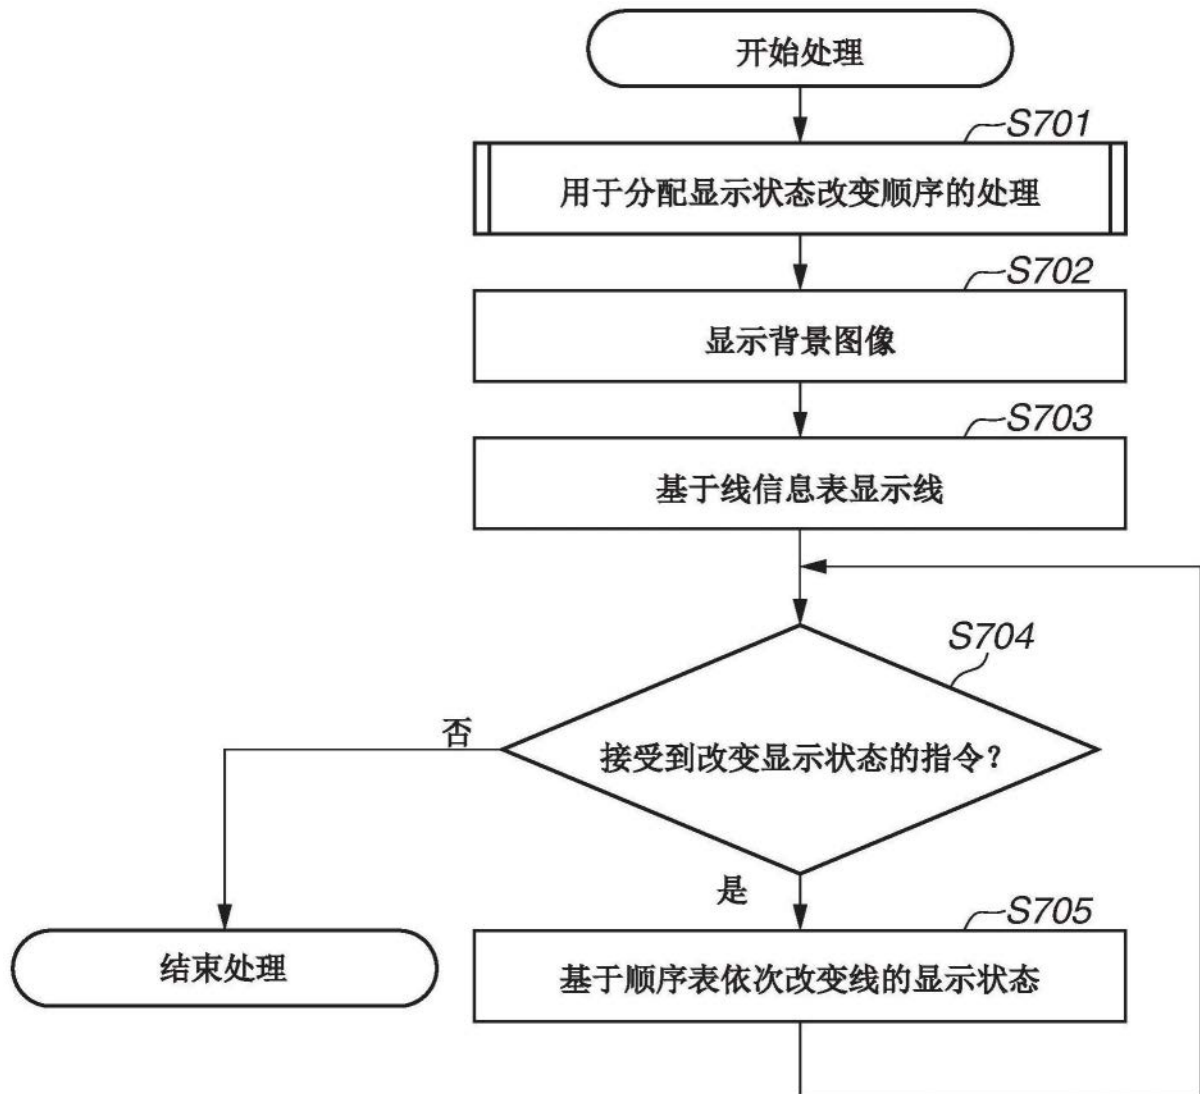 开始处理
S701
用于分配显示状态改变顺序的处理
S702
显示背景图像
S703
基于线信息表显示线
S704
接受到改变显示状态的指令？
否
是
S705
基于顺序表依次改变线的显示状态
结束处理